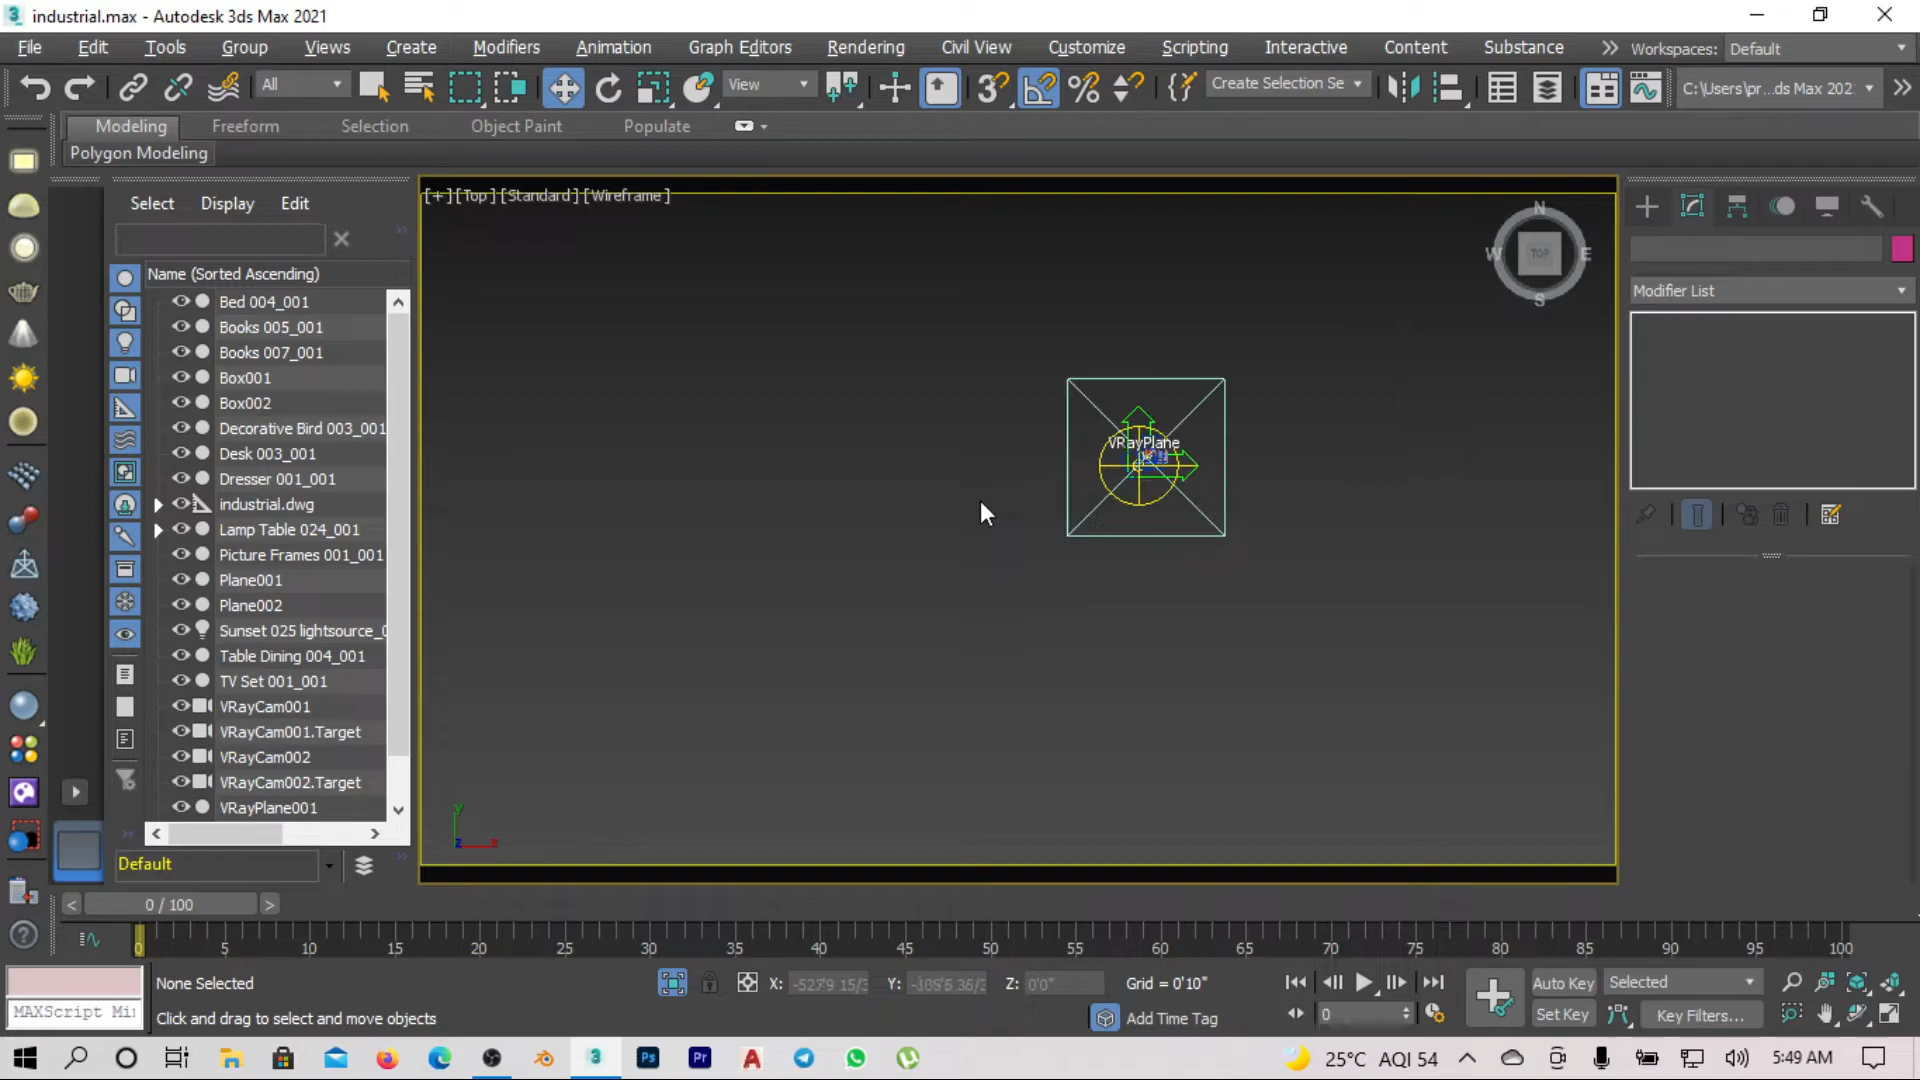 industrial.max - Autodesk 3ds Max 2021
File Edit Tools Group Views Create Modifiers Animation Graph Editors Rendering Civil View Customize Scripting Interactive Content Substance Workspaces: Default
All View Create Selection Se C:\Users\pr...ds Max 202
Modeling Freeform Selection Object Paint Populate
Polygon Modeling
Select Display Edit
[+][Top][Standard][Wireframe]
N
W TOP E
S
Name (Sorted Ascending)
Modifier List
Bed 004_001
Books 005_001
Books 007_001
Box001
Box002
Decorative Bird 003_001
Desk 003_001
Dresser 001_001
industrial.dwg
Lamp Table 024_001
Picture Frames 001_001
Plane001
Plane002
Sunset 025 lightsource_
Table Dining 004_001
TV Set 001_001
VRayCam001
VRayCam001.Target
VRayCam002
VRayCam002.Target
VRayPlane001
VRayPlane
y
z x
Default
< 0 / 100 >
0 5 10 15 20 25 30 35 40 45 50 55 60 65 70 75 80 85 90 95 100
None Selected X: Y: Z: 0'0" Grid = 0'10" Auto Key Selected
MAXScript Mi Click and drag to select and move objects Add Time Tag 0 Set Key Key Filters...
25°C AQI 54 5:49 AM